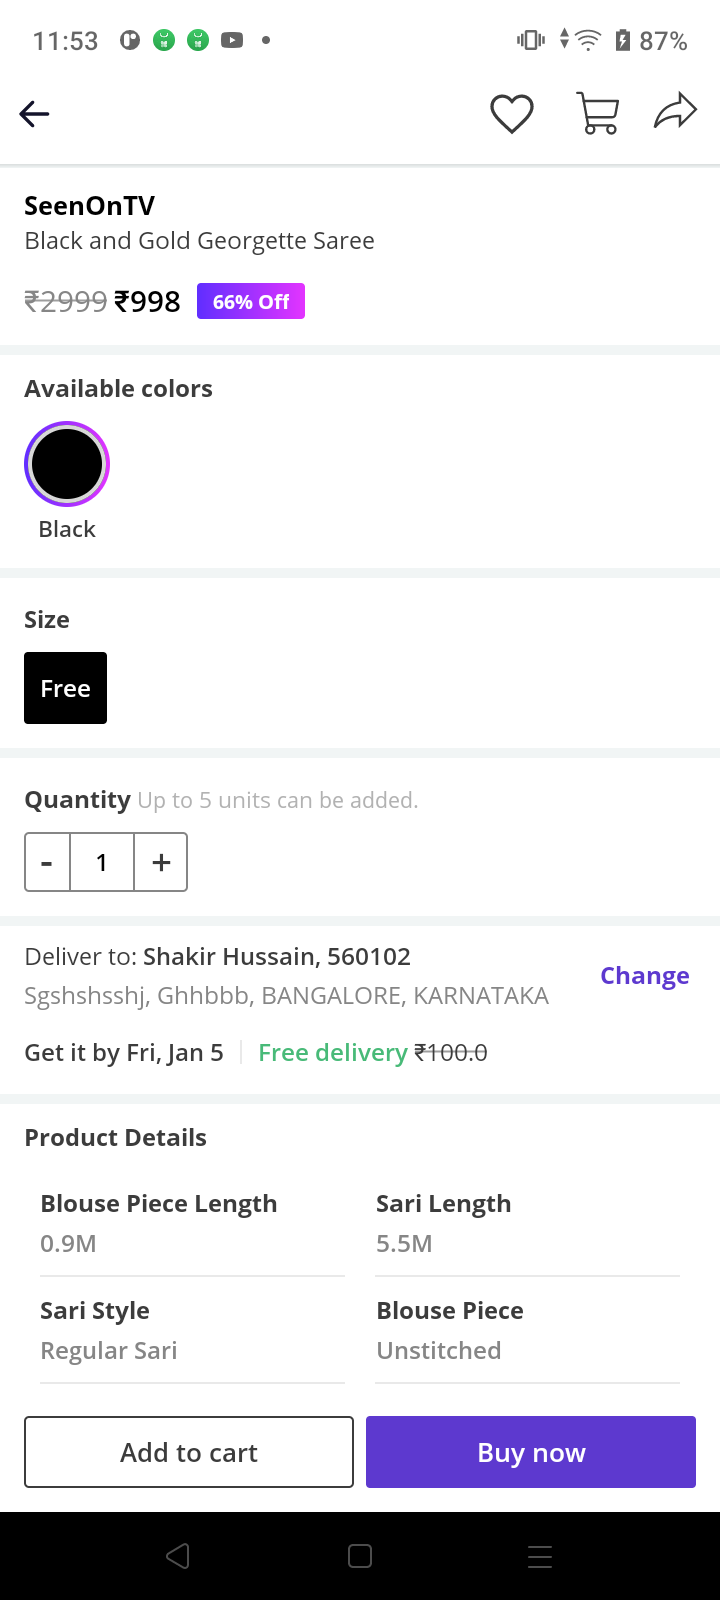 11:53
87%
SeenOnTV
Black and Gold Georgette Saree
₹2999 ₹998 66% Off
Available colors
Black
Size
Free
Quantity Up to 5 units can be added.
- 1 +
Deliver to: Shakir Hussain, 560102
Change
Sgshshsshj, Ghhbbb, BANGALORE, KARNATAKA
Get it by Fri, Jan 5 Free delivery ₹100.0
Product Details
Blouse Piece Length
0.9M
Sari Length
5.5M
Sari Style
Regular Sari
Blouse Piece
Unstitched
Add to cart
Buy now